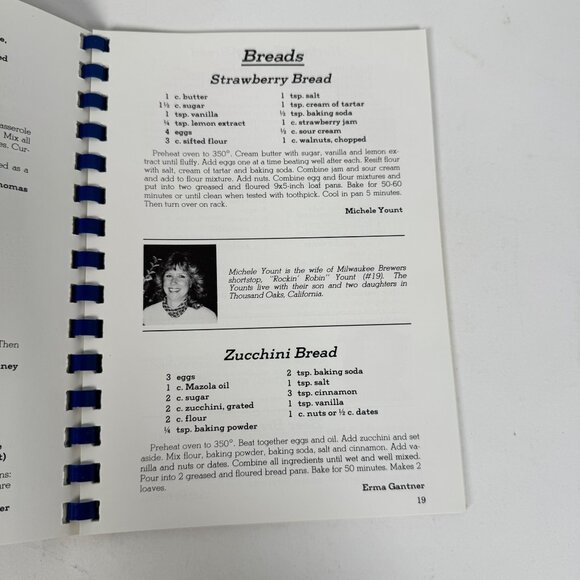 e,
d
asserole
Mix all
es. Cur-
ed as a
homas
Then
ney
t)
ns:
are
er
Breads
Strawberry Bread
1 c. butter
1½ c. sugar
1 tsp. vanilla
¼ tsp. lemon extract
4 eggs
3 c. sifted flour
1 tsp. salt
1 tsp. cream of tartar
½ tsp. baking soda
1 c. strawberry jam
½ c. sour cream
1 c. walnuts, chopped
Preheat oven to 350°. Cream butter with sugar, vanilla and lemon ex-
tract until fluffy. Add eggs one at a time beating well after each. Resift flour
with salt, cream of tartar and baking soda. Combine jam and sour cream
and add to flour mixture. Add nuts. Combine egg and flour mixtures and
put into two greased and floured 9x5-inch loaf pans. Bake for 50-60
minutes or until clean when tested with toothpick. Cool in pan 5 minutes.
Then turn over on rack.
Michele Yount
Michele Yount is the wife of Milwaukee Brewers
shortstop, "Rockin' Robin" Yount (#19). The
Younts live with their son and two daughters in
Thousand Oaks, California.
Zucchini Bread
3 eggs
1 c. Mazola oil
2 c. sugar
2 c. zucchini, grated
2 c. flour
¼ tsp. baking powder
2 tsp. baking soda
1 tsp. salt
3 tsp. cinnamon
1 tsp. vanilla
1 c. nuts or ½ c. dates
Preheat oven to 350°. Beat together eggs and oil. Add zucchini and set
aside. Mix flour, baking powder, baking soda, salt and cinnamon. Add va-
nilla and nuts or dates. Combine all ingredients until wet and well mixed.
Pour into 2 greased and floured bread pans. Bake for 50 minutes. Makes 2
loaves.
Erma Gantner
19